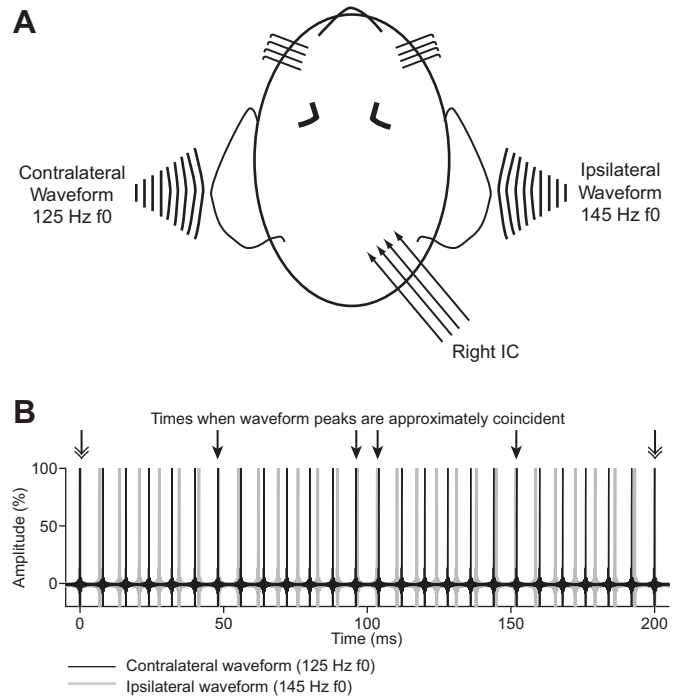 A
Contralateral
Waveform
125 Hz f0
Ipsilateral
Waveform
145 Hz f0
Right IC
B
Times when waveform peaks are approximately coincident
Amplitude (%)
100
50
0
0 50 100 150 200
Time (ms)
Contralateral waveform (125 Hz f0)
Ipsilateral waveform (145 Hz f0)